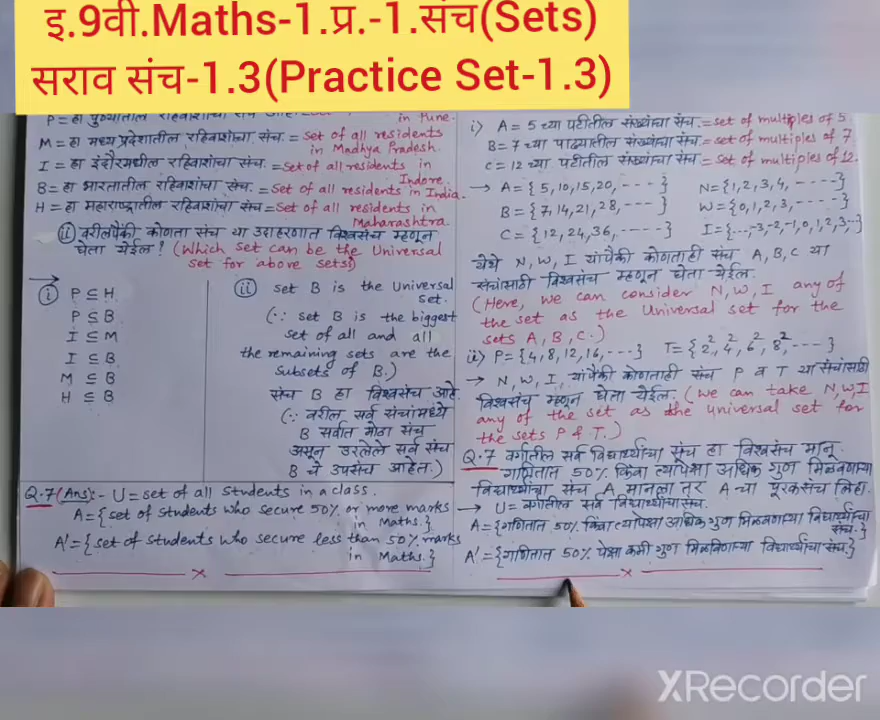 इ.9वी.Maths-1.प्र.-1.संच(Sets)
सराव संच-1.3(Practice Set-1.3)
in Pune.
M = हा मध्यप्रदेशातील रहिवाशांचा संच. = Set of all residents
in Madhya Pradesh.
I = हा इंदौरमधील रहिवाशांचा संच. = Set of all residents in
Indore.
B = हा भारतातील रहिवाशांचा संच. = Set of all residents in India.
H = हा महाराष्ट्रातील रहिवाशांचा संच = Set of all residents in
Maharashtra.
(ii) वरीलपैकी कोणता संच या उदाहरणात विश्वसंच म्हणून
घेता येईल? (Which set can be the Universal
set for above sets)
(i) P ⊆ H
P ⊆ B
I ⊆ M
I ⊆ B
M ⊆ B
H ⊆ B
(ii) set B is the Universal
set.
(∵ set B is the biggest
set of all and all
the remaining sets are the
subsets of B.)
संच B हा विश्वसंच आहे.
(∵ वरील सर्व संचांमध्ये
B सर्वात मोठा संच
असून उरलेले सर्व संच
B चे उपसंच आहेत.)
Q.7 (Ans):- U = set of all students in a class.
A = {set of students who secure 50% or more marks
in Maths.}
A' = {set of students who secure less than 50% marks
in Maths.}
i) A = 5 च्या पटीतील संख्यांचा संच. = set of multiples of 5
B = 7 च्या पाढ्यातील संख्यांचा संच. = set of multiples of 7
C = 12 च्या पटीतील संख्यांचा संच = set of multiples of 12.
→ A = {5,10,15,20, ----} N = {1,2,3,4, -----}
B = {7,14,21,28, ---} W = {0,1,2,3, -----}
C = {12,24,36, ----} I = {...,-3,-2,-1,0,1,2,3,--}
येथे N, W, I यांपैकी कोणताही संच A, B, C या
संचांसाठी विश्वसंच म्हणून घेता येईल.
(Here, we can consider N, W, I any of
the set as the Universal set for the
sets A, B, C.)
ii) P = {4,8,12,16, ----} T = {2², 4², 6², 8², ----}
→ N, W, I यांपैकी कोणताही संच P व T या संचांसाठी
विश्वसंच म्हणून घेता येईल. (we can take N, W, I
any of the set as the universal set for
the sets P & T.)
Q.7 वर्गातील सर्व विद्यार्थ्यांचा संच हा विश्वसंच मानू.
गणितात 50% किंवा त्यापेक्षा अधिक गुण मिळवणाऱ्या
विद्यार्थ्यांचा संच A मानला तर A चा पूरकसंच लिहा.
→ U = वर्गातील सर्व विद्यार्थ्यांचा संच.
A = {गणितात 50% किंवा त्यापेक्षा अधिक गुण मिळवणाऱ्या विद्यार्थ्यांचा
संच.}
A' = {गणितात 50% पेक्षा कमी गुण मिळविणाऱ्या विद्यार्थ्यांचा संच.}
XRecorder